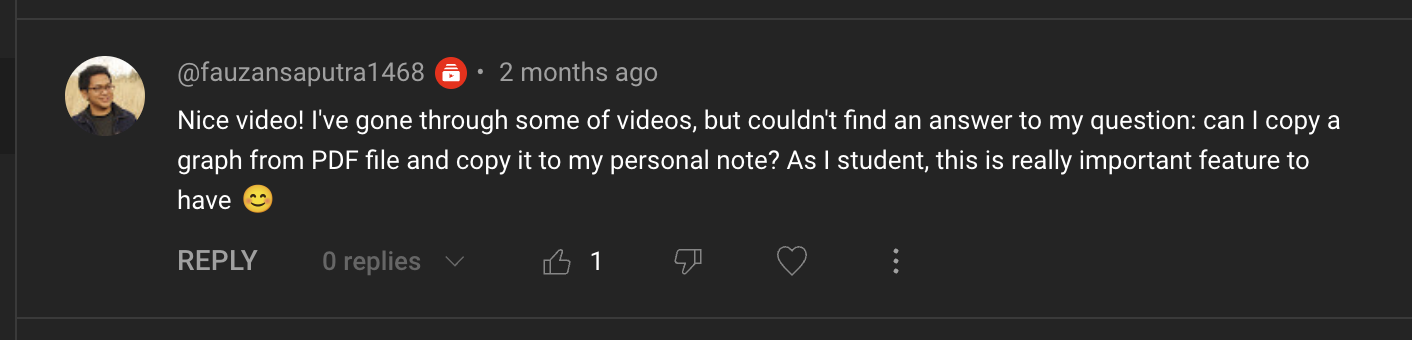 @fauzansaputra1468 • 2 months ago
Nice video! I've gone through some of videos, but couldn't find an answer to my question: can I copy a
graph from PDF file and copy it to my personal note? As I student, this is really important feature to
have 😊
REPLY 0 replies 1